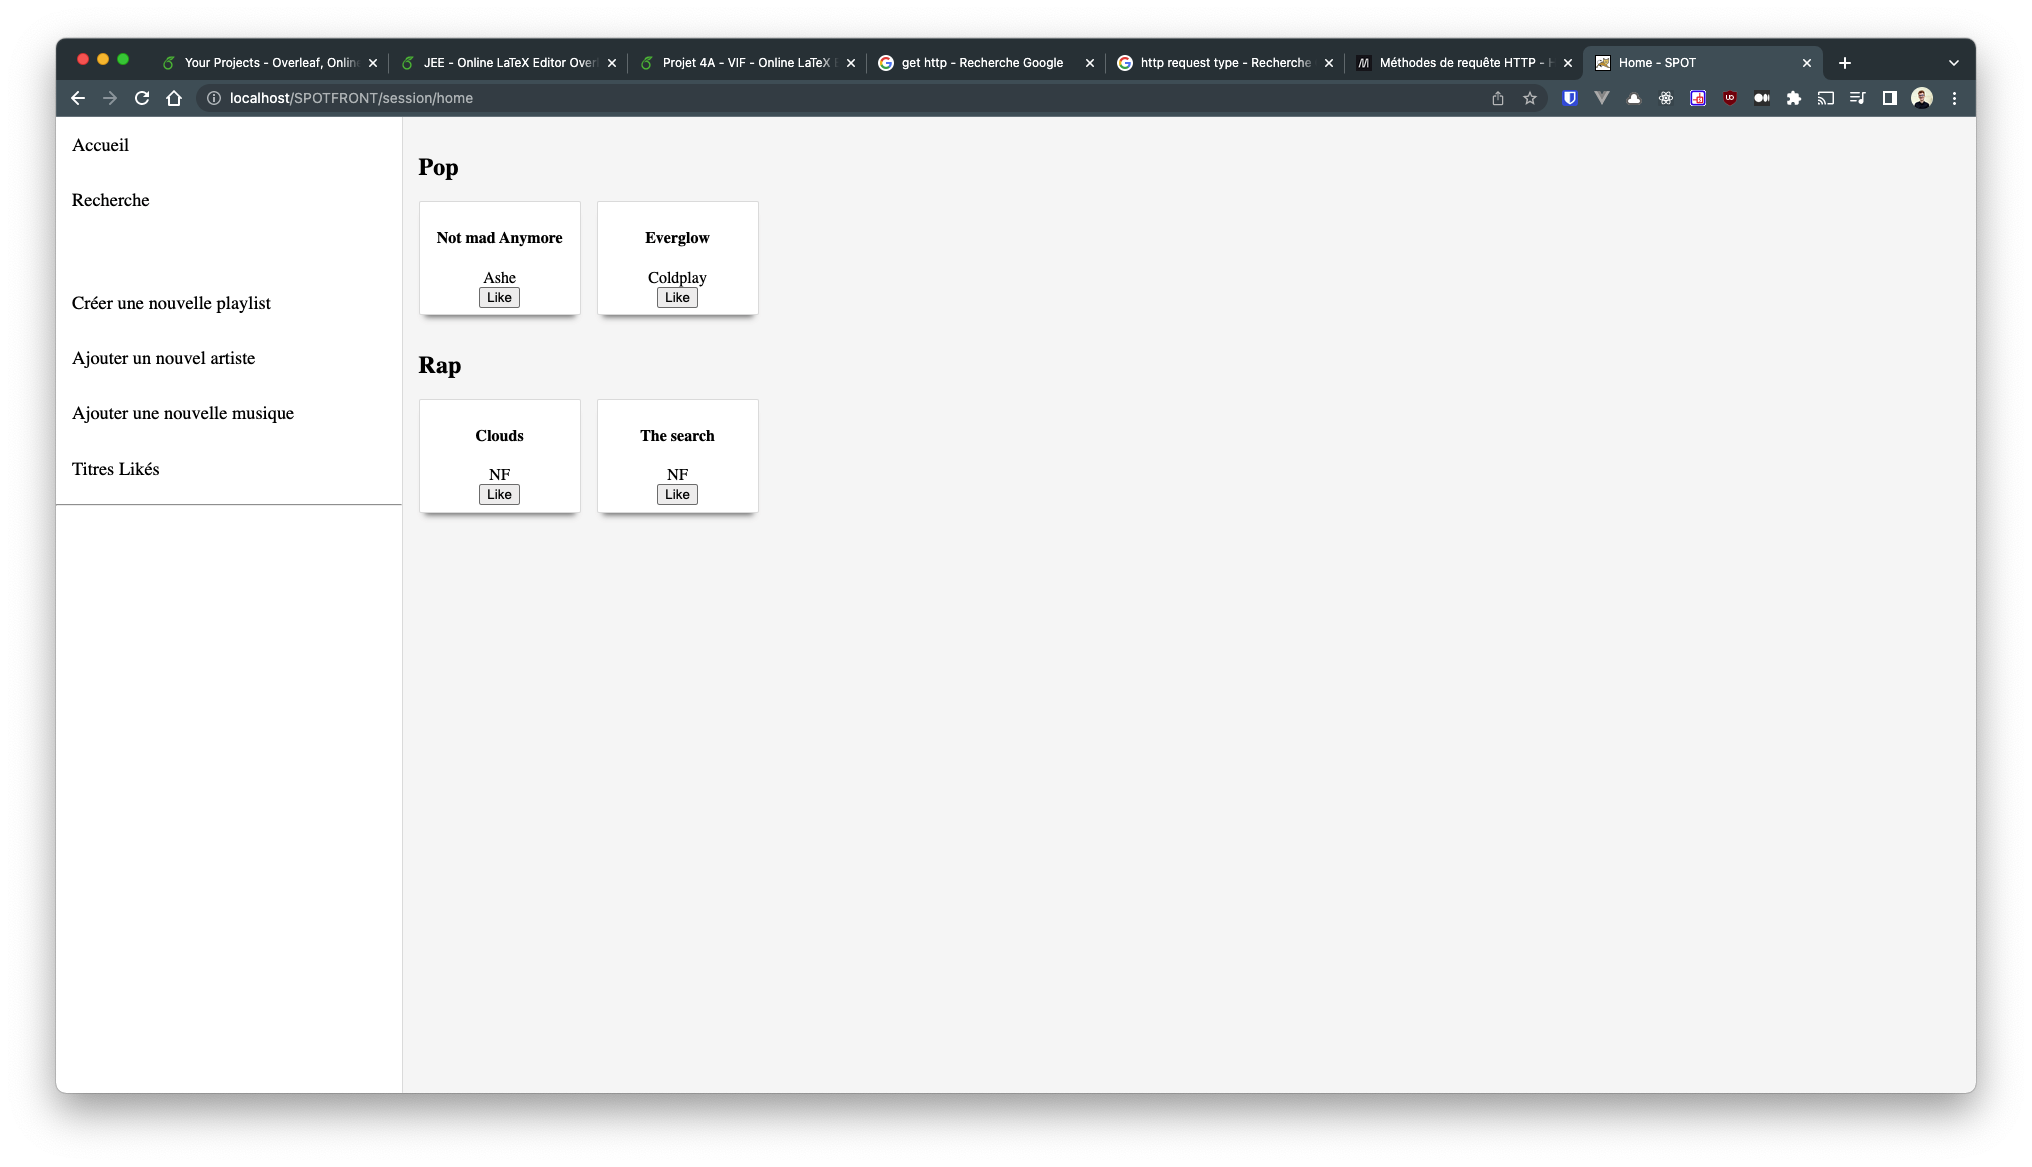 Your Projects - Overleaf, Online
JEE - Online LaTeX Editor Over
Projet 4A - VIF - Online LaTeX
get http - Recherche Google
http request type - Recherche
Méthodes de requête HTTP -
Home - SPOT
localhost/SPOTFRONT/session/home
Accueil
Recherche
Créer une nouvelle playlist
Ajouter un nouvel artiste
Ajouter une nouvelle musique
Titres Likés
Pop
Not mad Anymore
Ashe
Like
Everglow
Coldplay
Like
Rap
Clouds
NF
Like
The search
NF
Like